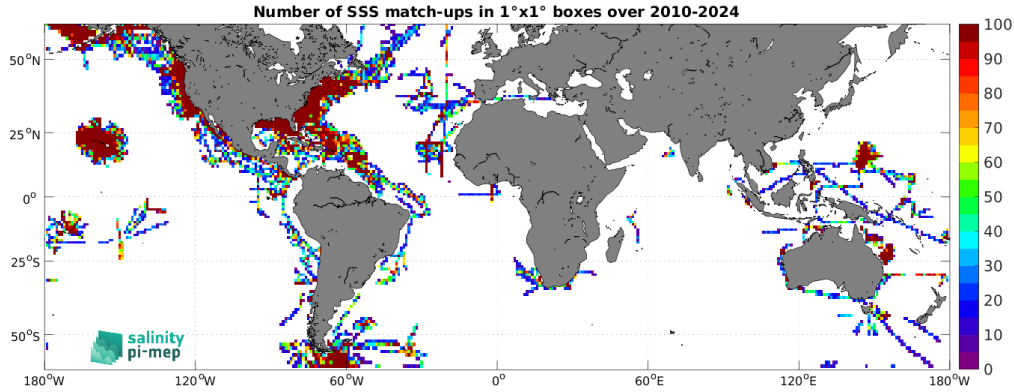 Number of SSS match-ups in 1°x1° boxes over 2010-2024
100
90
80
70
60
50
40
30
20
10
0
50°N
25°N
0°
25°S
50°S
salinity
pi-mep
180°W 120°W 60°W 0° 60°E 120°E 180°W